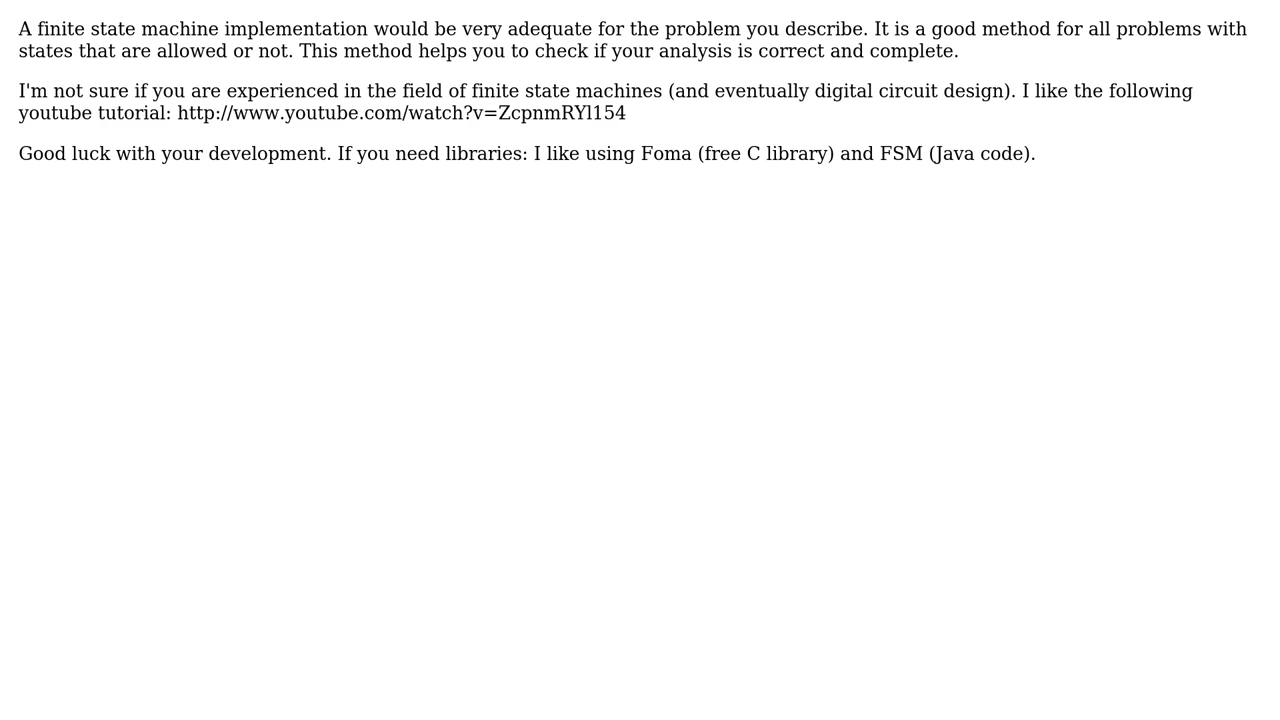 A finite state machine implementation would be very adequate for the problem you describe. It is a good method for all problems with
states that are allowed or not. This method helps you to check if your analysis is correct and complete.
I'm not sure if you are experienced in the field of finite state machines (and eventually digital circuit design). I like the following
youtube tutorial: http://www.youtube.com/watch?v=ZcpnmRYl154
Good luck with your development. If you need libraries: I like using Foma (free C library) and FSM (Java code).